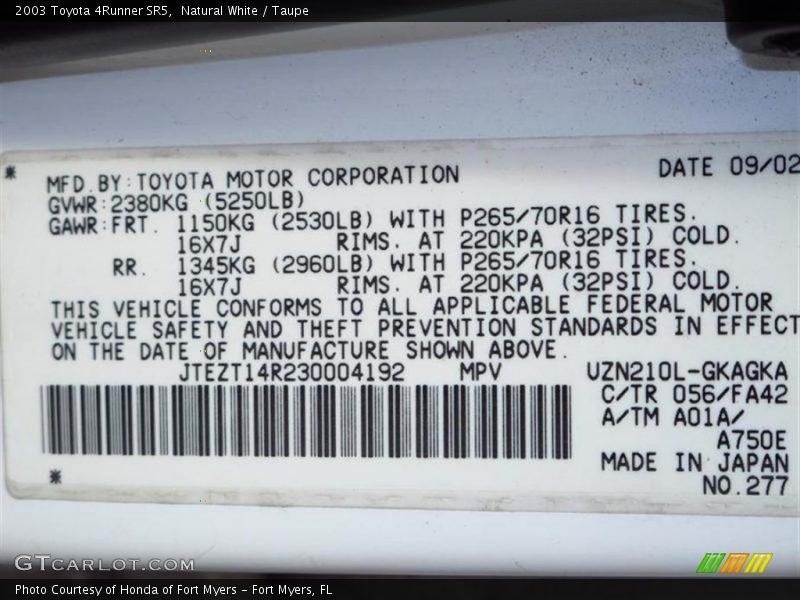 2003 Toyota 4Runner SR5,  Natural White / Taupe
DATE 09/02
MFD.BY:TOYOTA MOTOR CORPORATION
GVWR:2380KG (5250LB)
GAWR:FRT. 1150KG (2530LB) WITH P265/70R16 TIRES.
16X7J RIMS. AT 220KPA (32PSI) COLD.
RR. 1345KG (2960LB) WITH P265/70R16 TIRES.
16X7J RIMS. AT 220KPA (32PSI) COLD.
THIS VEHICLE CONFORMS TO ALL APPLICABLE FEDERAL MOTOR
VEHICLE SAFETY AND THEFT PREVENTION STANDARDS IN EFFECT
ON THE DATE OF MANUFACTURE SHOWN ABOVE.
JTEZT14R230004192 MPV UZN210L-GKAGKA
C/TR 056/FA42
A/TM A01A/
A750E
MADE IN JAPAN
NO.277
GTCARLOT.COM
Photo Courtesy of Honda of Fort Myers - Fort Myers, FL